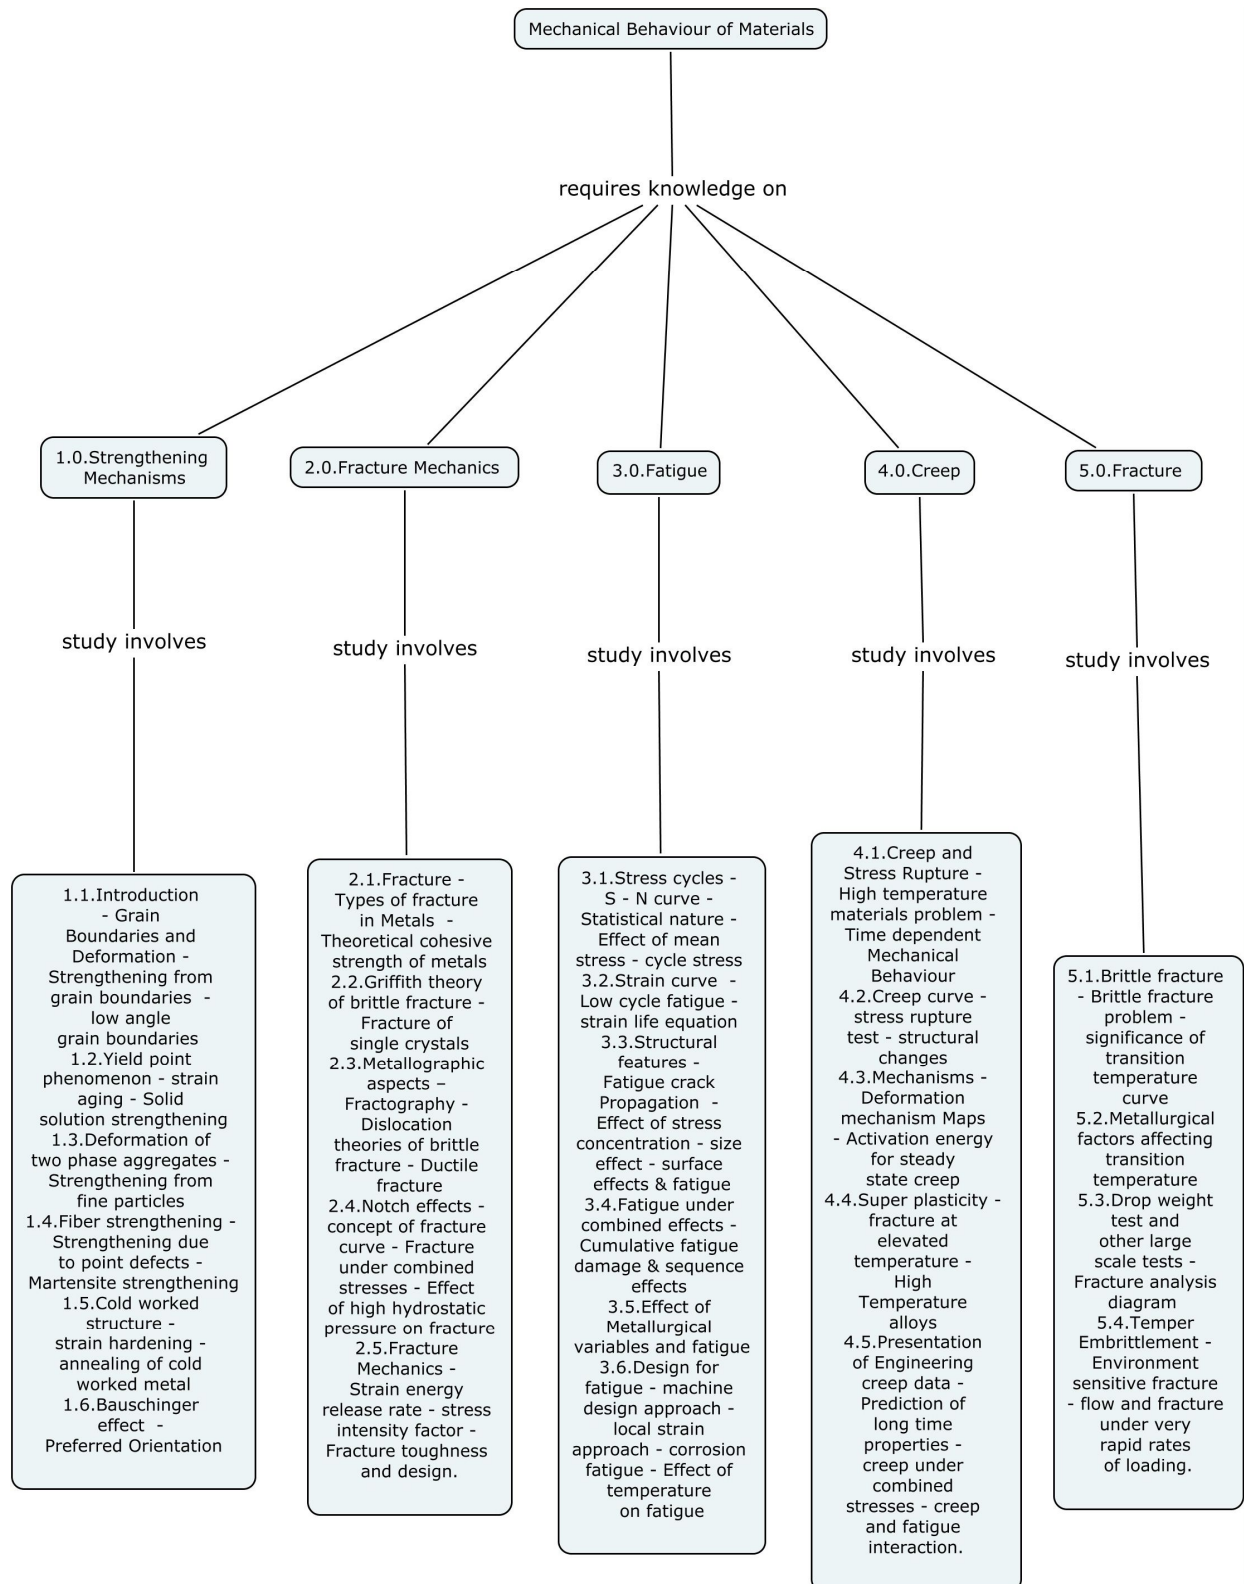 Mechanical Behaviour of Materials
requires knowledge on
1.0.Strengthening
Mechanisms
2.0.Fracture Mechanics
3.0.Fatigue
4.0.Creep
5.0.Fracture
study involves
study involves
study involves
study involves
study involves
1.1.Introduction
- Grain
Boundaries and
Deformation -
Strengthening from
grain boundaries -
low angle
grain boundaries
1.2.Yield point
phenomenon - strain
aging - Solid
solution strengthening
1.3.Deformation of
two phase aggregates -
Strengthening from
fine particles
1.4.Fiber strengthening -
Strengthening due
to point defects -
Martensite strengthening
1.5.Cold worked
structure -
strain hardening -
annealing of cold
worked metal
1.6.Bauschinger
effect -
Preferred Orientation
2.1.Fracture -
Types of fracture
in Metals -
Theoretical cohesive
strength of metals
2.2.Griffith theory
of brittle fracture -
Fracture of
single crystals
2.3.Metallographic
aspects –
Fractography -
Dislocation
theories of brittle
fracture - Ductile
fracture
2.4.Notch effects -
concept of fracture
curve - Fracture
under combined
stresses - Effect
of high hydrostatic
pressure on fracture
2.5.Fracture
Mechanics -
Strain energy
release rate - stress
intensity factor -
Fracture toughness
and design.
3.1.Stress cycles -
S - N curve -
Statistical nature -
Effect of mean
stress - cycle stress
3.2.Strain curve -
Low cycle fatigue -
strain life equation
3.3.Structural
features -
Fatigue crack
Propagation -
Effect of stress
concentration - size
effect - surface
effects & fatigue
3.4.Fatigue under
combined effects -
Cumulative fatigue
damage & sequence
effects
3.5.Effect of
Metallurgical
variables and fatigue
3.6.Design for
fatigue - machine
design approach -
local strain
approach - corrosion
fatigue - Effect of
temperature
on fatigue
4.1.Creep and
Stress Rupture -
High temperature
materials problem -
Time dependent
Mechanical
Behaviour
4.2.Creep curve -
stress rupture
test - structural
changes
4.3.Mechanisms -
Deformation
mechanism Maps
- Activation energy
for steady
state creep
4.4.Super plasticity -
fracture at
elevated
temperature -
High
Temperature
alloys
4.5.Presentation
of Engineering
creep data -
Prediction of
long time
properties -
creep under
combined
stresses - creep
and fatigue
interaction.
5.1.Brittle fracture
- Brittle fracture
problem -
significance of
transition
temperature
curve
5.2.Metallurgical
factors affecting
transition
temperature
5.3.Drop weight
test and
other large
scale tests -
Fracture analysis
diagram
5.4.Temper
Embrittlement -
Environment
sensitive fracture
- flow and fracture
under very
rapid rates
of loading.